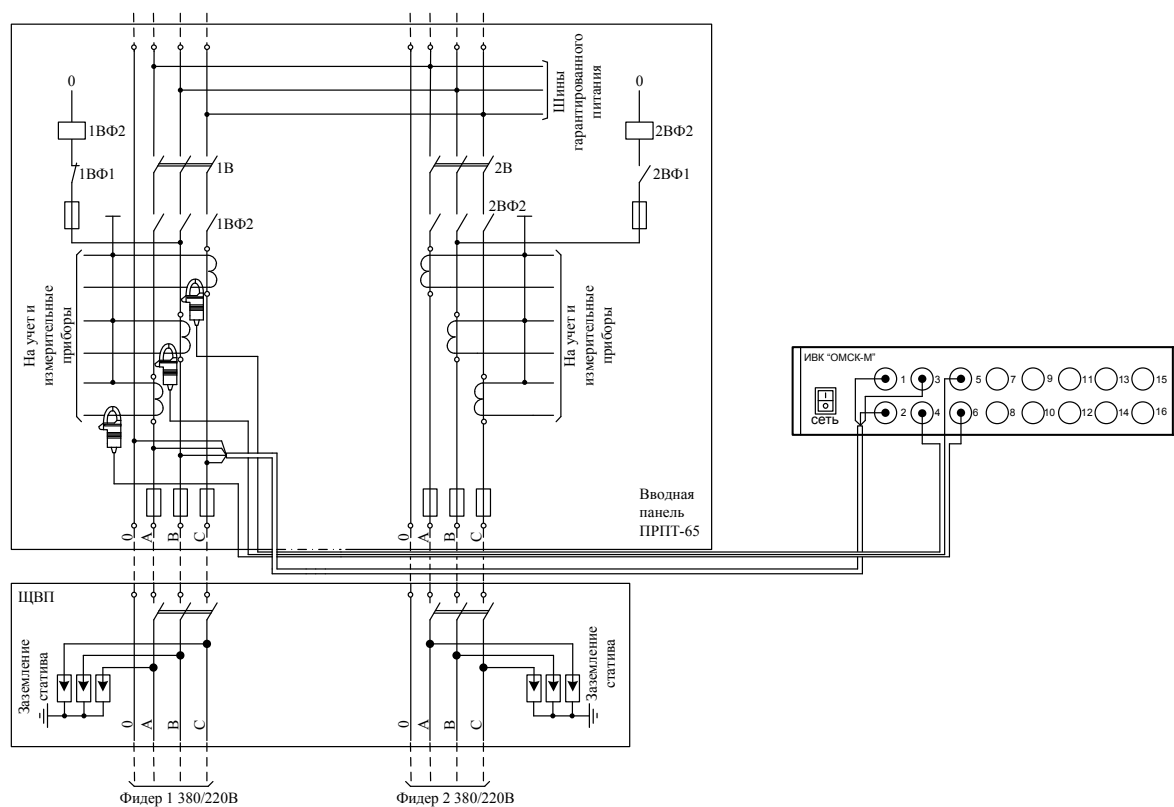 0
0
Шины
гарантированного
питания
1ВФ2
2ВФ2
1ВФ1
1В
2В
2ВФ1
2ВФ2
1ВФ2
На учет и
измерительные
приборы
На учет и
измерительные
приборы
ИВК "ОМСК-М"
1 3 5 7 9 11 13 15
2 4 6 8 10 12 14 16
сеть
Вводная
панель
ПРПТ-65
0 A B C
0 A B C
ЩВП
Заземление
статива
Заземление
статива
0 A B C
0 A B C
Фидер 1 380/220В
Фидер 2 380/220В